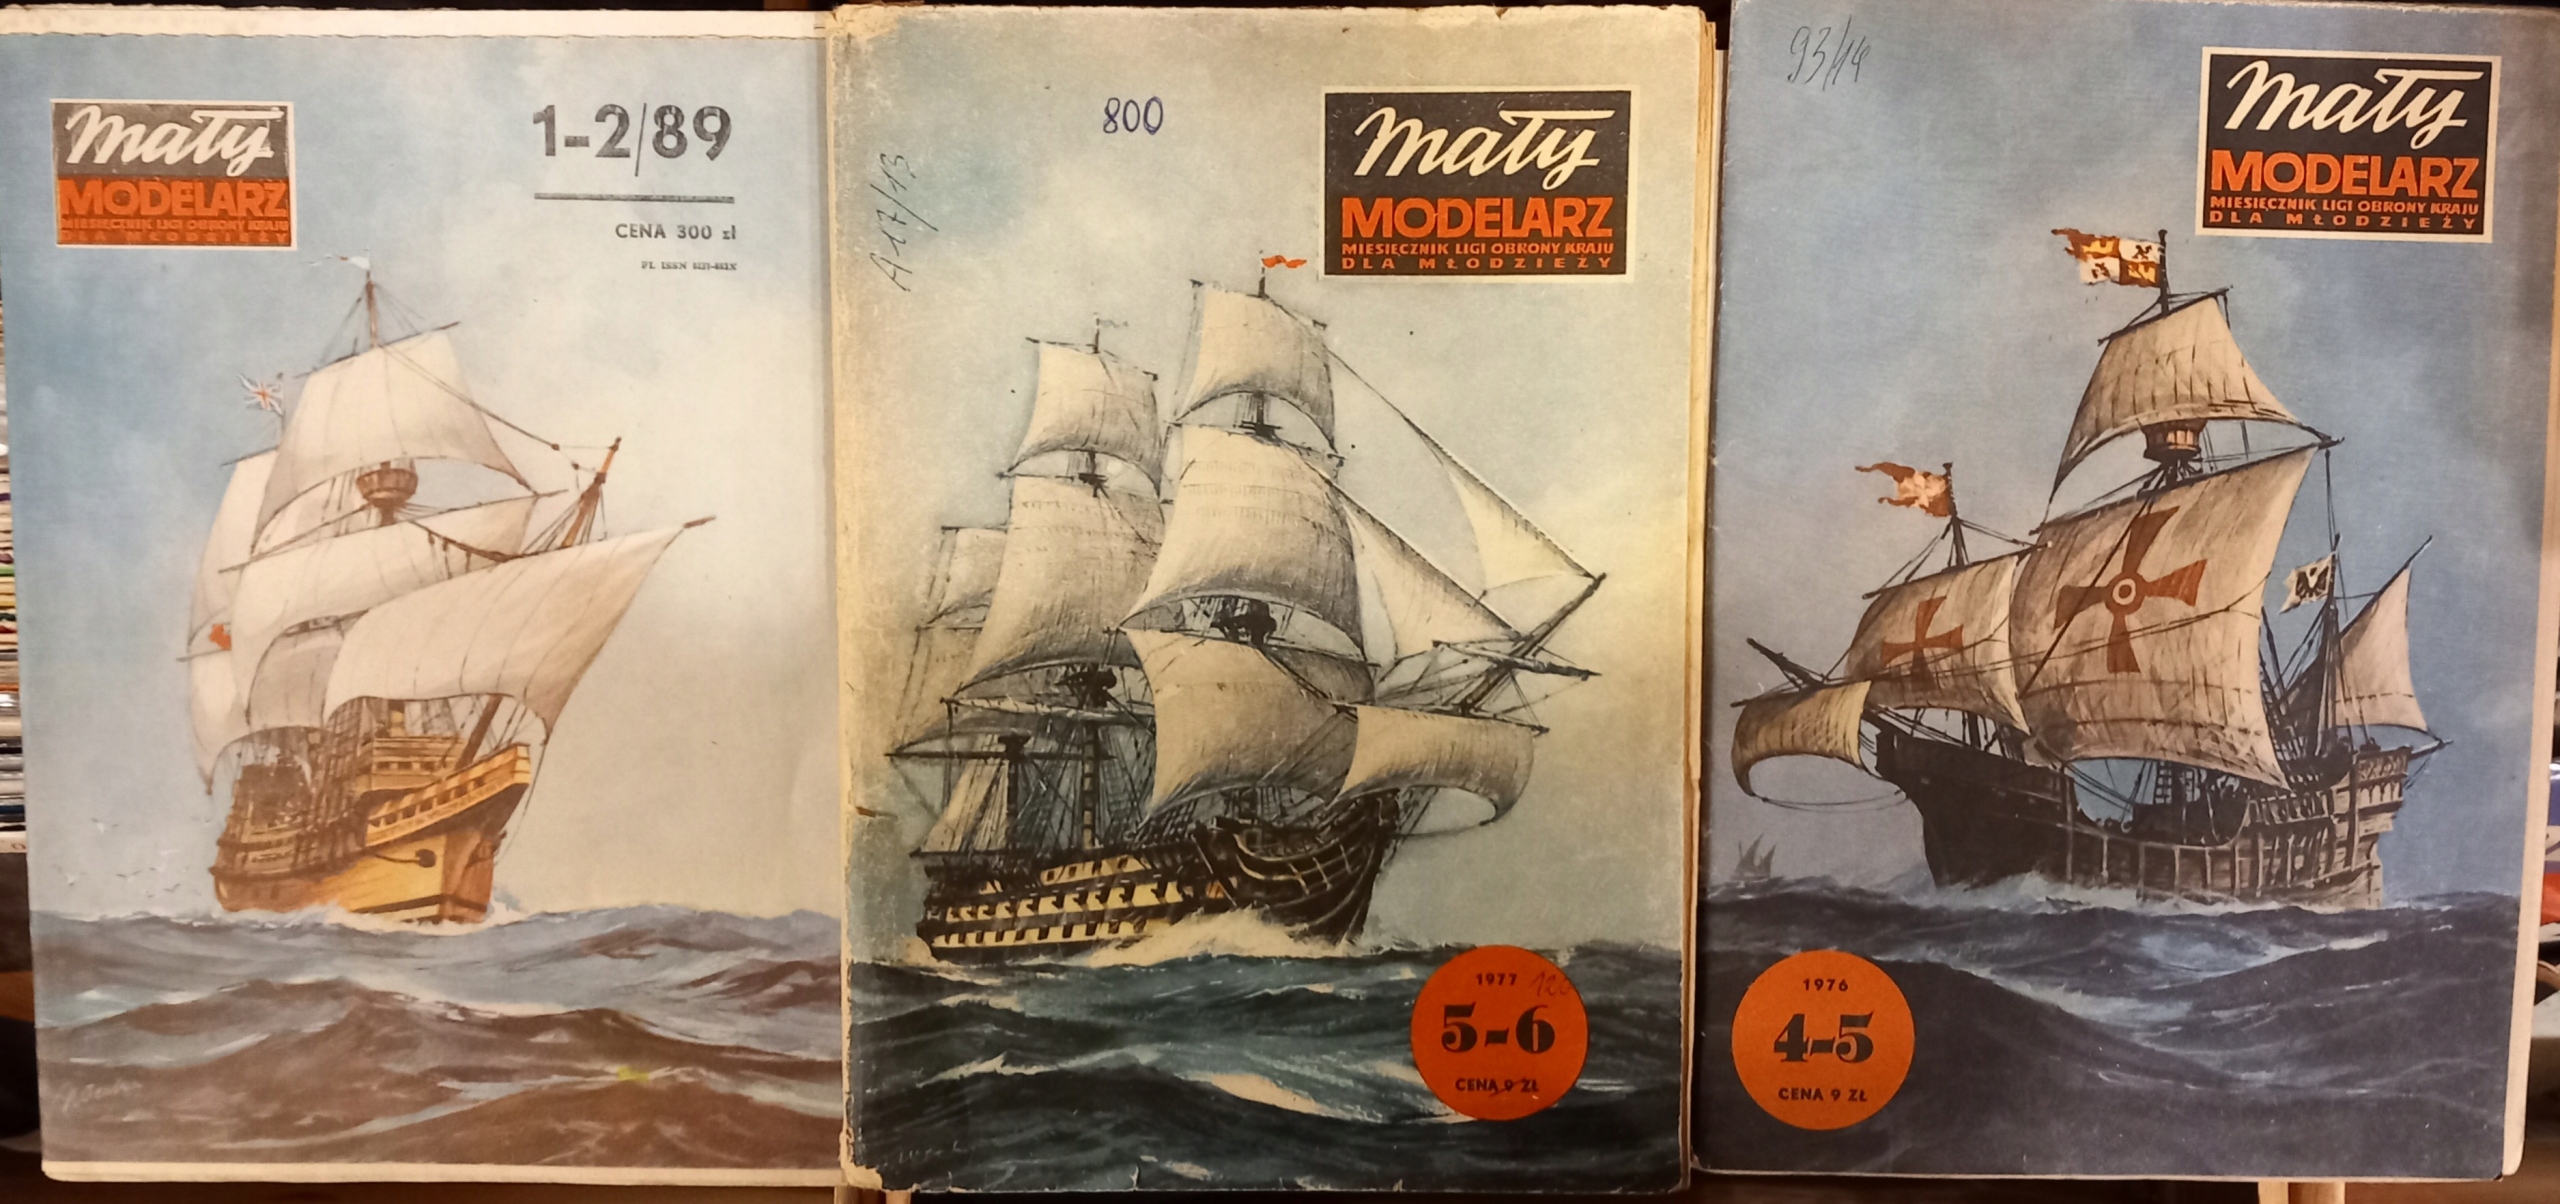 Mały
MODELARZ
MIESIĘCZNIK LIGI OBRONY KRAJU
DLA MŁODZIEŻY
1-2/89
CENA 300 zł
800
A 117/13
Mały
MODELARZ
MIESIĘCZNIK LIGI OBRONY KRAJU
DLA MŁODZIEŻY
1977
5-6
CENA 9 ZŁ
93/14
Mały
MODELARZ
MIESIĘCZNIK LIGI OBRONY KRAJU
DLA MŁODZIEŻY
1976
4-5
CENA 9 ZŁ